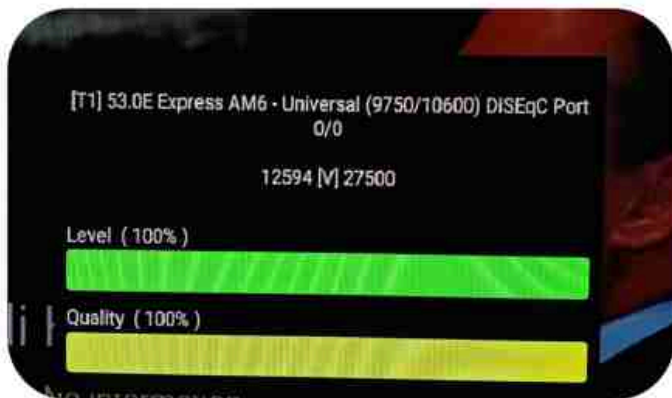 [T1] 53.0E Express AM6 - Universal (9750/10600) DiSEqC Port
0/0
12594 [V] 27500
Level ( 100% )
Quality ( 100% )